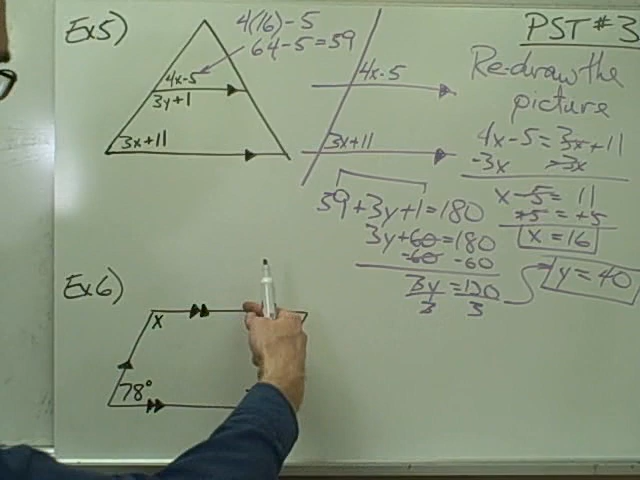 Ex5)
4(16)-5
64-5=59
4x-5
3y+1
3x+11
4x-5
3x+11
PST #3
Re-draw the
picture
4x-5=3x+11
-3x -3x
x-5=11
+5=+5
x=16
59+3y+1=180
3y+60=180
-60 -60
3y=120
3 3
y=40
Ex6)
x
78°